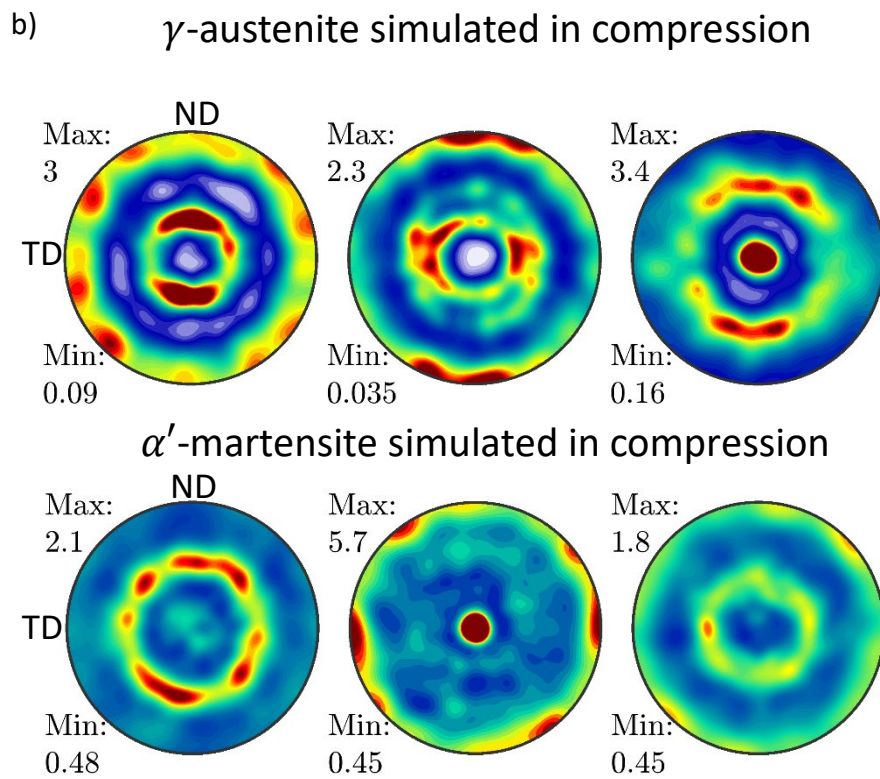 b)
γ-austenite simulated in compression
ND
Max:
3
Max:
2.3
Max:
3.4
TD
Min:
0.09
Min:
0.035
Min:
0.16
α′-martensite simulated in compression
ND
Max:
2.1
Max:
5.7
Max:
1.8
TD
Min:
0.48
Min:
0.45
Min:
0.45